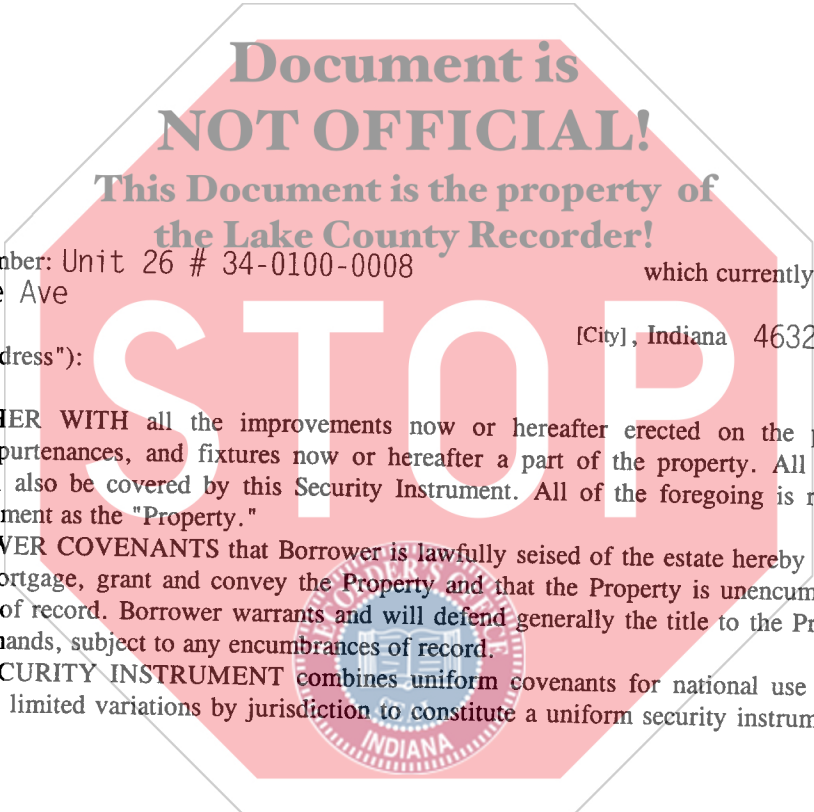 Document is
NOT OFFICIAL!
This Document is the property of
the Lake County Recorder!
nber: Unit 26 # 34-0100-0008 which currently
e Ave
[City], Indiana 4632
dress"):
STOP
HER WITH all the improvements now or hereafter erected on the p
purtenances, and fixtures now or hereafter a part of the property. All
also be covered by this Security Instrument. All of the foregoing is r
ment as the "Property."
VER COVENANTS that Borrower is lawfully seised of the estate hereby
ortgage, grant and convey the Property and that the Property is unencum
of record. Borrower warrants and will defend generally the title to the Pr
nands, subject to any encumbrances of record.
CURITY INSTRUMENT combines uniform covenants for national use
limited variations by jurisdiction to constitute a uniform security instrum
RECORDER'S OFFICE
INDIANA